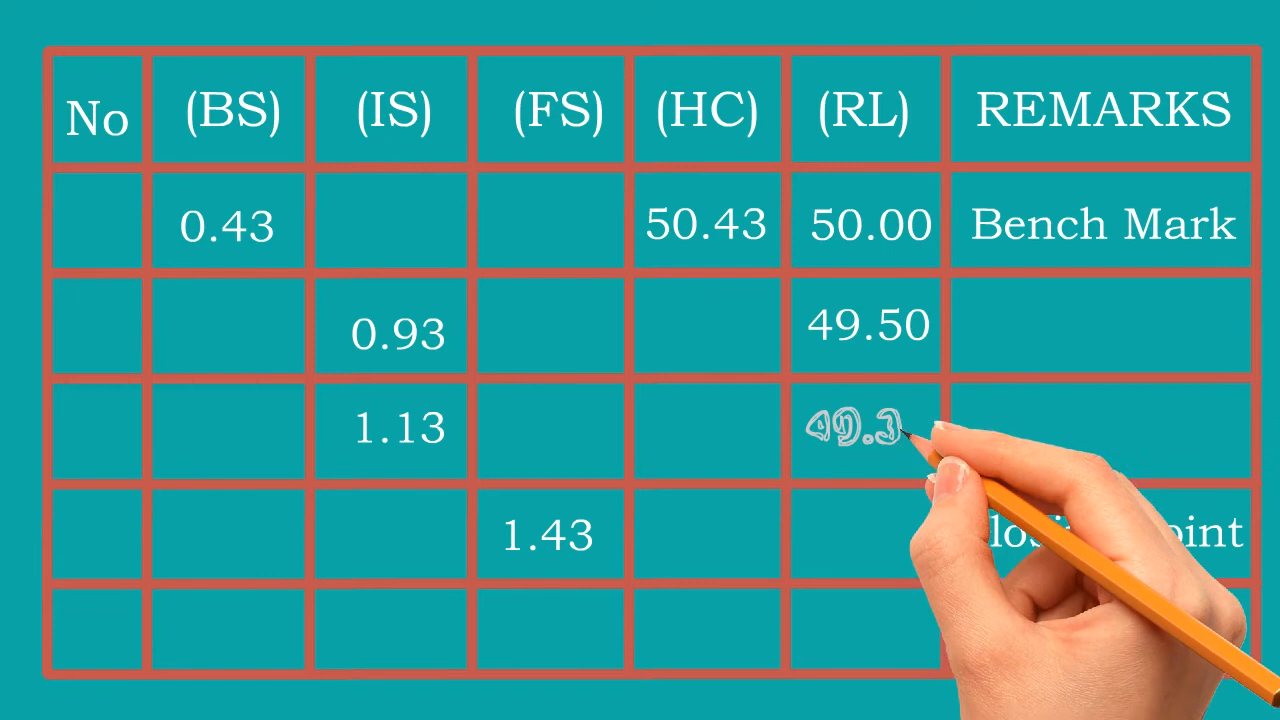 No (BS) (IS) (FS) (HC) (RL) REMARKS
0.43 50.43 50.00 Bench Mark
0.93 49.50
1.13 49.3
1.43